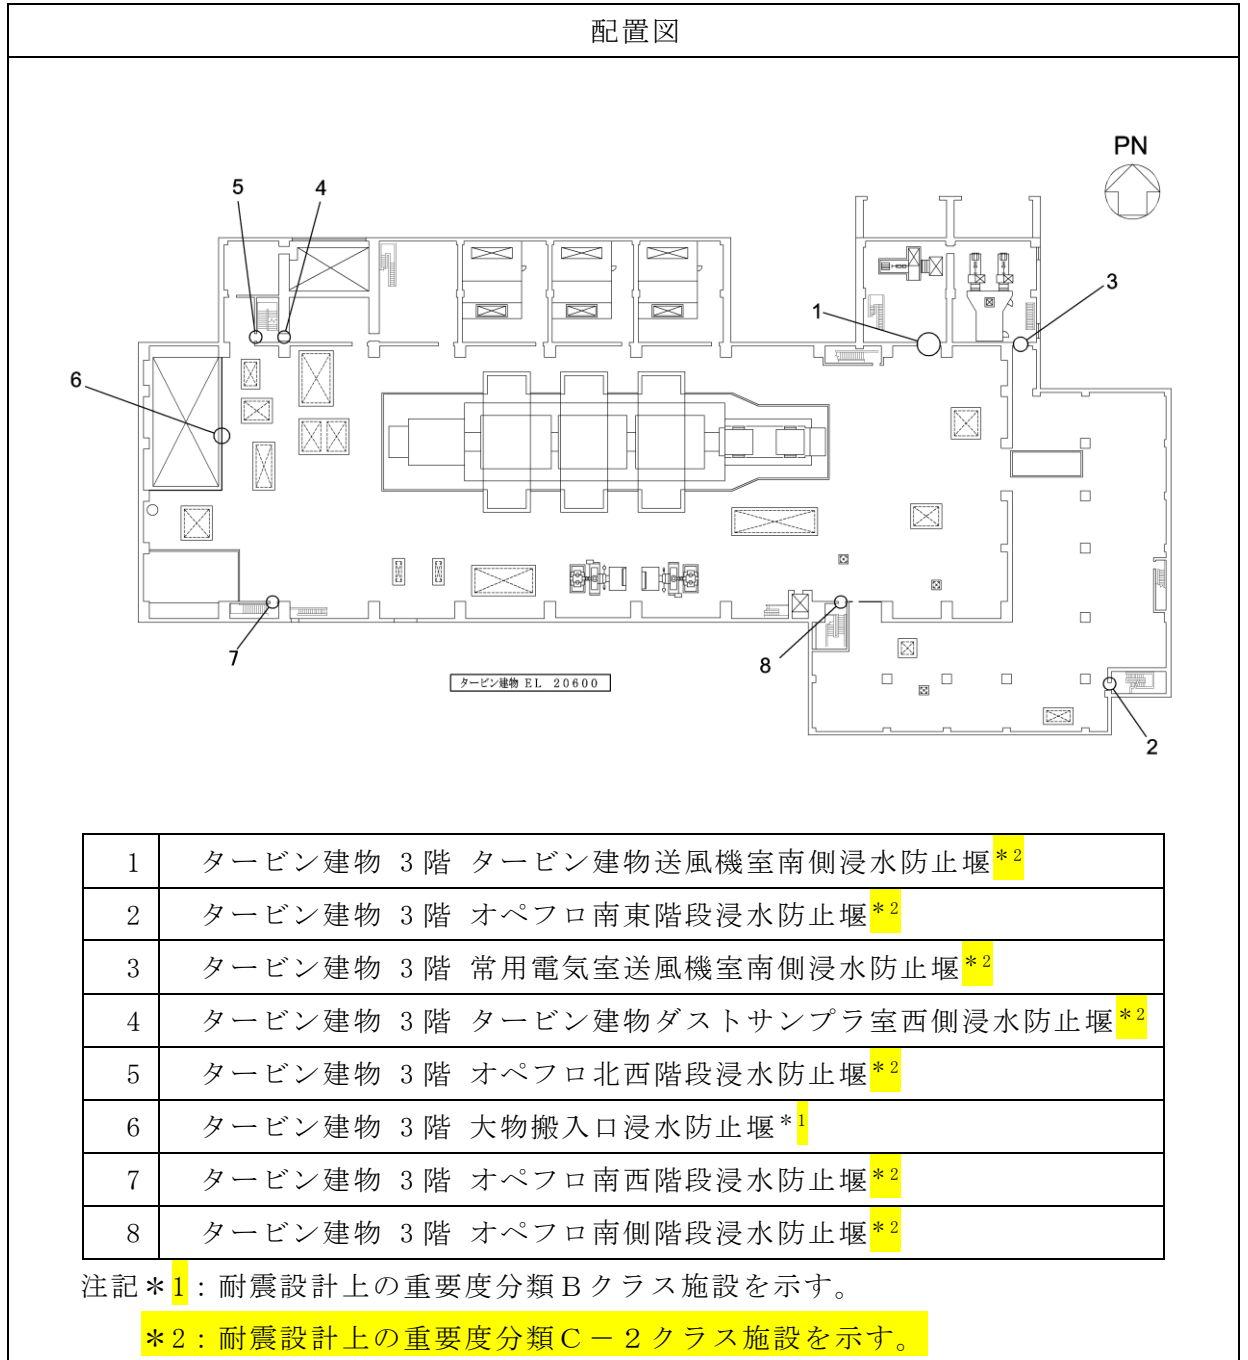 配置図
PN
5 4
3
1
6
7
8
2
タービン建物 EL 20600
1 タービン建物 3階 タービン建物送風機室南側浸水防止堰*2
2 タービン建物 3階 オペフロ南東階段浸水防止堰*2
3 タービン建物 3階 常用電気室送風機室南側浸水防止堰*2
4 タービン建物 3階 タービン建物ダストサンプラ室西側浸水防止堰*2
5 タービン建物 3階 オペフロ北西階段浸水防止堰*2
6 タービン建物 3階 大物搬入口浸水防止堰*1
7 タービン建物 3階 オペフロ南西階段浸水防止堰*2
8 タービン建物 3階 オペフロ南側階段浸水防止堰*2
注記＊1：耐震設計上の重要度分類Ｂクラス施設を示す。
＊2：耐震設計上の重要度分類Ｃ－２クラス施設を示す。